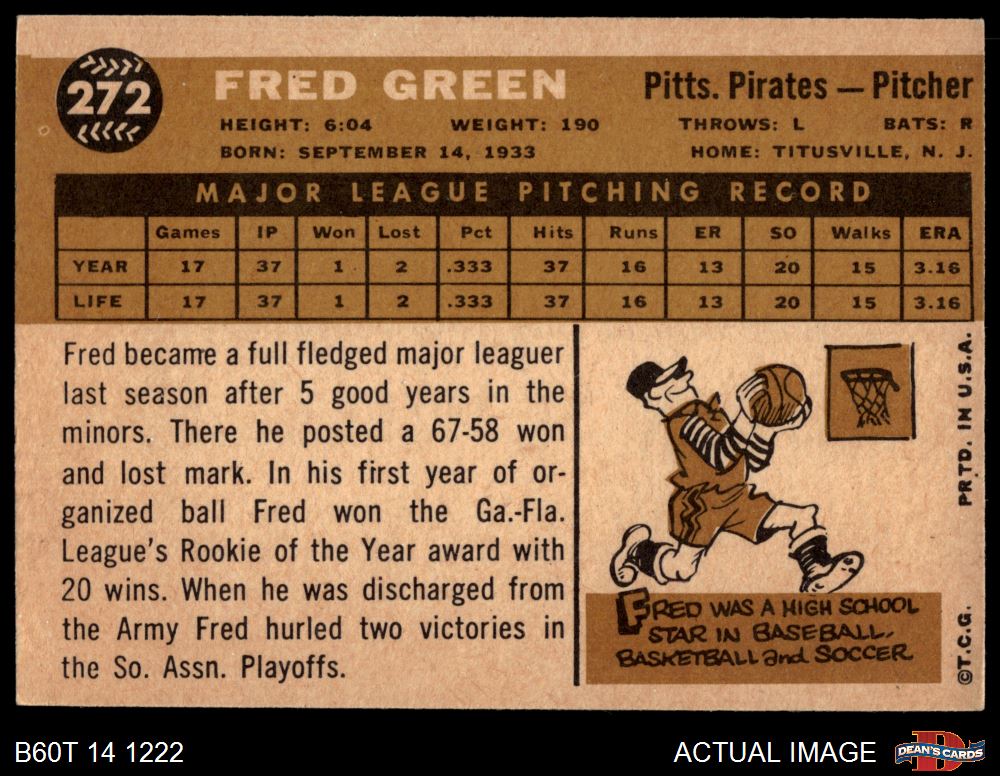 272
FRED GREEN
Pitts. Pirates — Pitcher
HEIGHT: 6:04 WEIGHT: 190 THROWS: L BATS: R
BORN: SEPTEMBER 14, 1933 HOME: TITUSVILLE, N. J.
MAJOR LEAGUE PITCHING RECORD
Games IP Won Lost Pct Hits Runs ER SO Walks ERA
YEAR 17 37 1 2 .333 37 16 13 20 15 3.16
LIFE 17 37 1 2 .333 37 16 13 20 15 3.16
Fred became a full fledged major leaguer
last season after 5 good years in the
minors. There he posted a 67-58 won
and lost mark. In his first year of or-
ganized ball Fred won the Ga.-Fla.
League's Rookie of the Year award with
20 wins. When he was discharged from
the Army Fred hurled two victories in
the So. Assn. Playoffs.
FRED WAS A HIGH SCHOOL
STAR IN BASEBALL,
BASKETBALL and SOCCER
©T.C.G. PRTD. IN U.S.A.
B60T 14 1222
ACTUAL IMAGE
DEAN'S CARDS